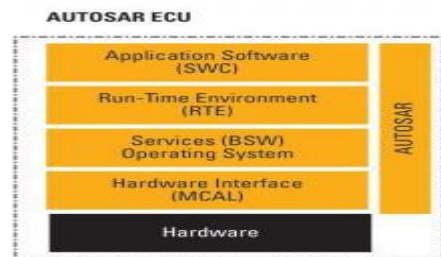 AUTOSAR ECU
Application Software
(SWC)
Run-Time Environment
(RTE)
Services (BSW)
Operating System
Hardware Interface
(MCAL)
Hardware
AUTOSAR